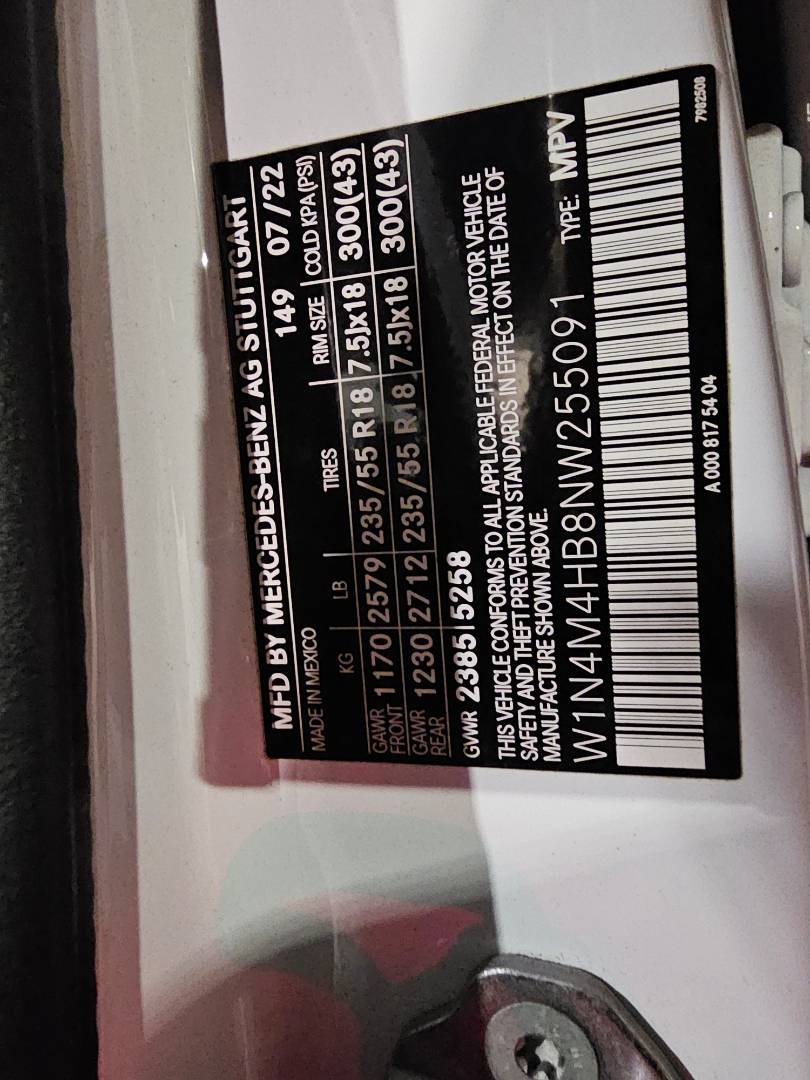 MFD BY MERCEDES-BENZ AG STUTTGART
MADE IN MEXICO 149 07/22
KG LB TIRES RIM SIZE COLD KPA(PSI)
GAWR FRONT 1170 2579 235/55 R18 7.5Jx18 300(43)
GAWR REAR 1230 2712 235/55 R18 7.5Jx18 300(43)
GVWR 2385 5258
THIS VEHICLE CONFORMS TO ALL APPLICABLE FEDERAL MOTOR VEHICLE
SAFETY AND THEFT PREVENTION STANDARDS IN EFFECT ON THE DATE OF
MANUFACTURE SHOWN ABOVE.
W1N4M4HB8NW255091 TYPE: MPV
A 000 817 54 04
7982508